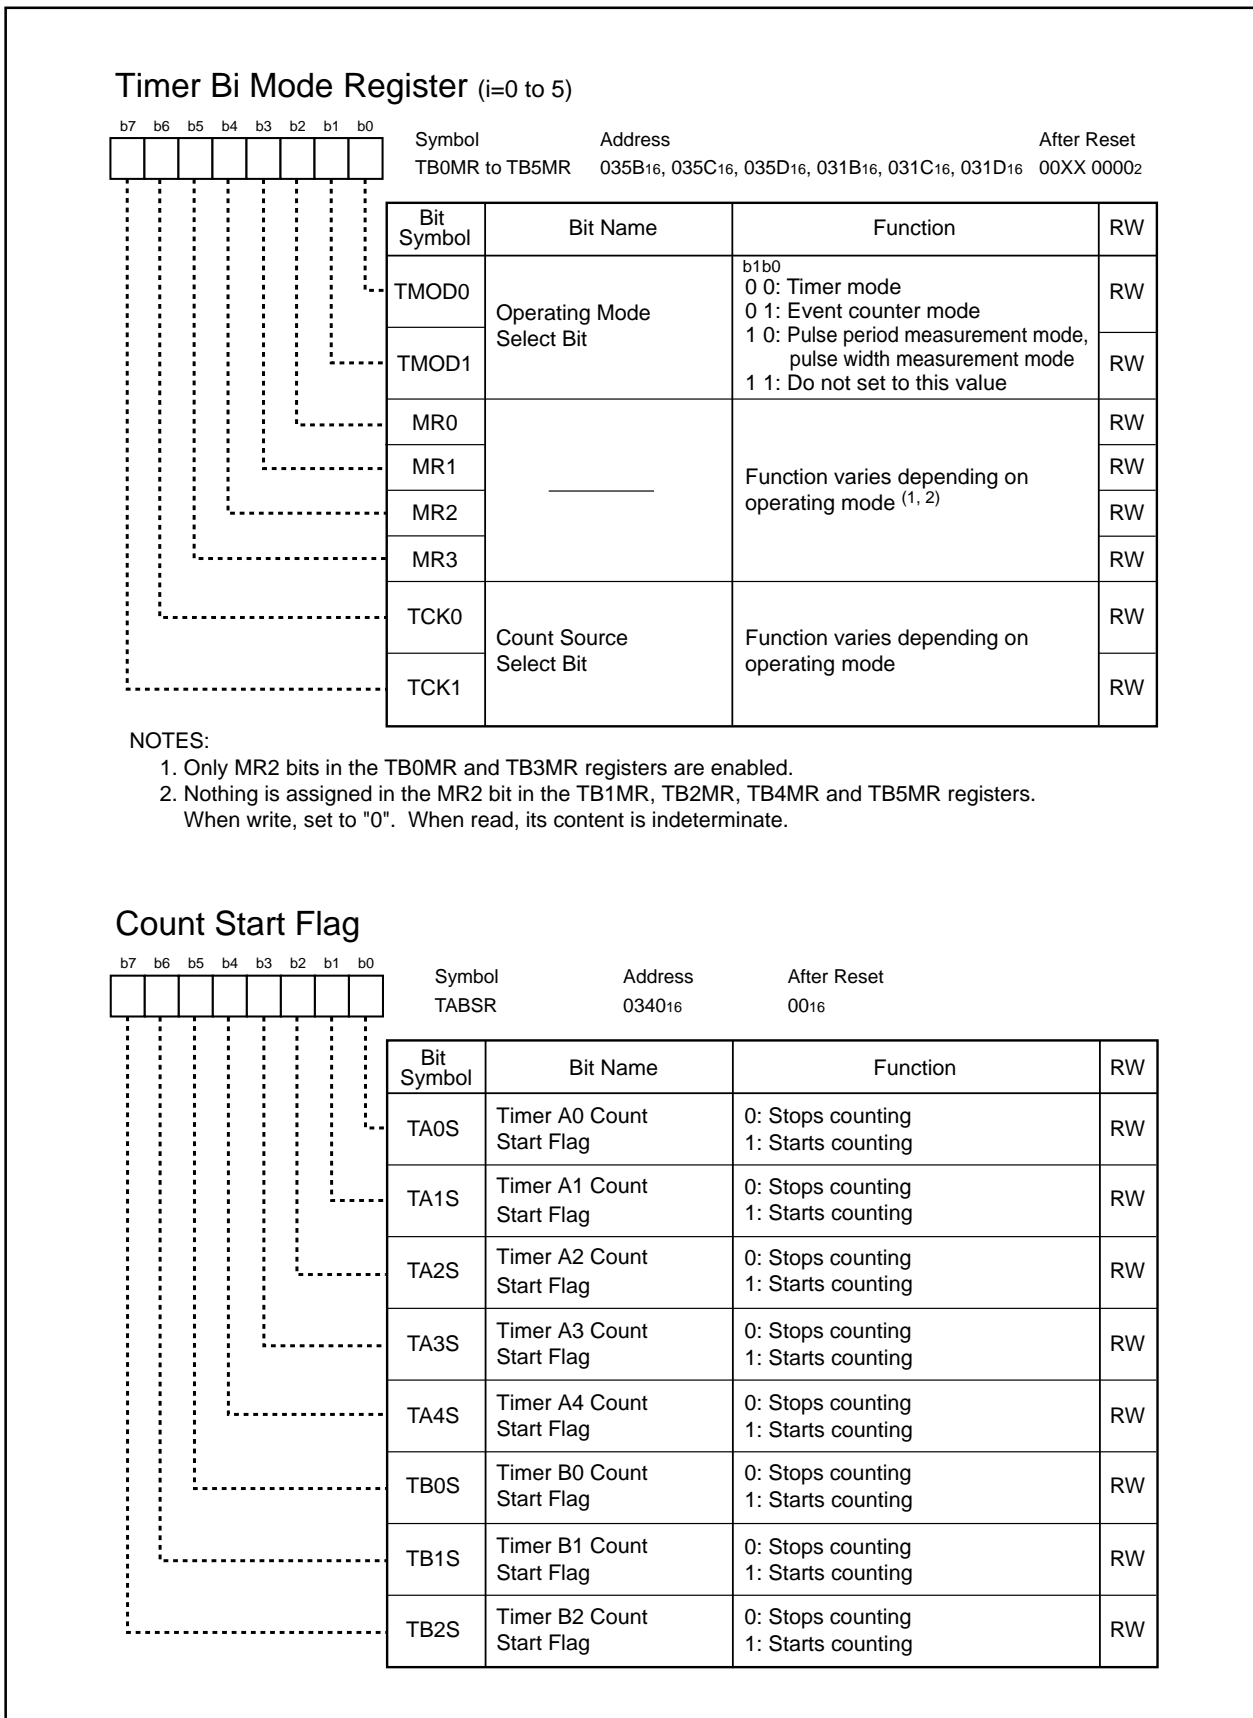 Timer Bi Mode Register (i=0 to 5)
b7 b6 b5 b4 b3 b2 b1 b0
Symbol Address After Reset
TB0MR to TB5MR 035B16, 035C16, 035D16, 031B16, 031C16, 031D16 00XX 00002
Bit Symbol Bit Name Function RW
b1b0
TMOD0 Operating Mode Select Bit 0 0: Timer mode RW
0 1: Event counter mode
1 0: Pulse period measurement mode,
pulse width measurement mode
TMOD1 RW
1 1: Do not set to this value
MR0 RW
MR1 RW
Function varies depending on
operating mode (1, 2)
MR2 RW
MR3 RW
TCK0 RW
Count Source Function varies depending on
Select Bit operating mode
TCK1 RW
NOTES:
1. Only MR2 bits in the TB0MR and TB3MR registers are enabled.
2. Nothing is assigned in the MR2 bit in the TB1MR, TB2MR, TB4MR and TB5MR registers.
When write, set to "0". When read, its content is indeterminate.
Count Start Flag
b7 b6 b5 b4 b3 b2 b1 b0
Symbol Address After Reset
TABSR 034016 0016
Bit Symbol Bit Name Function RW
TA0S Timer A0 Count 0: Stops counting RW
Start Flag 1: Starts counting
TA1S Timer A1 Count 0: Stops counting RW
Start Flag 1: Starts counting
TA2S Timer A2 Count 0: Stops counting RW
Start Flag 1: Starts counting
TA3S Timer A3 Count 0: Stops counting RW
Start Flag 1: Starts counting
TA4S Timer A4 Count 0: Stops counting RW
Start Flag 1: Starts counting
TB0S Timer B0 Count 0: Stops counting RW
Start Flag 1: Starts counting
TB1S Timer B1 Count 0: Stops counting RW
Start Flag 1: Starts counting
TB2S Timer B2 Count 0: Stops counting RW
Start Flag 1: Starts counting